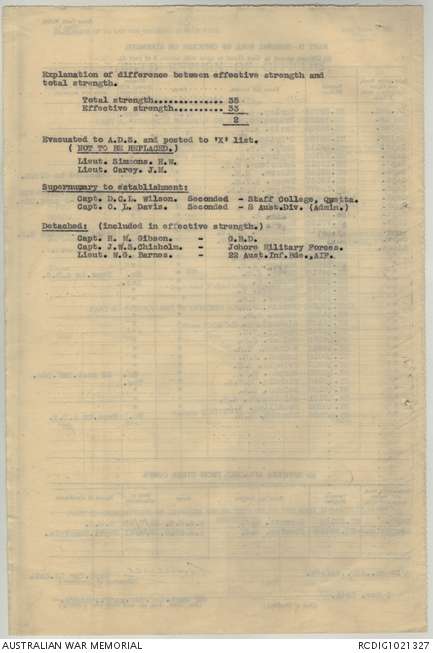 Explanation of difference between effective strength and
total strength.
Total strength.............. 35
Effective strength.......... 33
2
Evacuated to A.D.S. and posted to 'X' list.
( NOT TO BE REPLACED.)
Lieut. Simmons. H.W.
Lieut. Carey. J.M.
Supernumary to establishment:
Capt. D.C.L. Wilson. Seconded - Staff College, Quetta.
Capt. O. L. Davis. Seconded - 8 Aust.Div. (Admin.)
Detached: (included in effective strength.)
Capt. H. M. Gibson. - G.B.D.
Capt. J.W.S.Chisholm. - Johore Military Forces.
Lieut. N.G. Barnes. - 22 Aust.Inf.Bde.,AIF.
AUSTRALIAN WAR MEMORIAL
RCDIG1021327